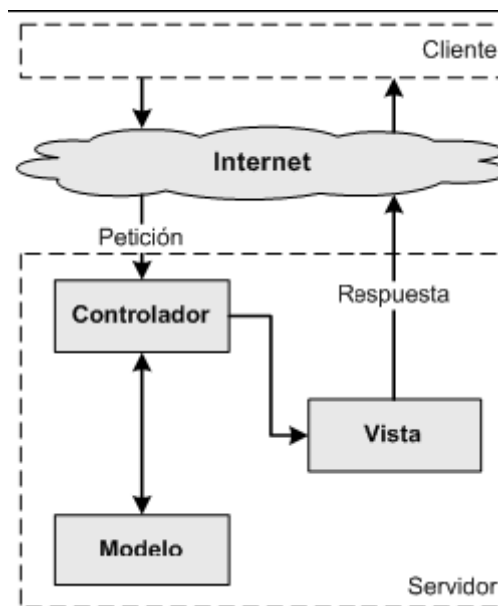 Cliente
Internet
Petición
Controlador
Respuesta
Vista
Modelo
Servidor